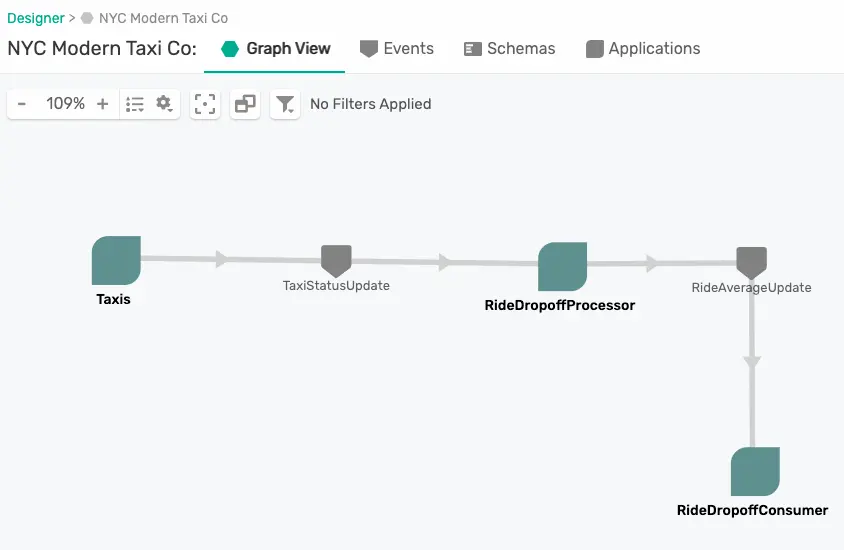 Designer > NYC Modern Taxi Co
NYC Modern Taxi Co: Graph View Events Schemas Applications
- 109% + No Filters Applied
Taxis
TaxiStatusUpdate
RideDropoffProcessor
RideAverageUpdate
RideDropoffConsumer